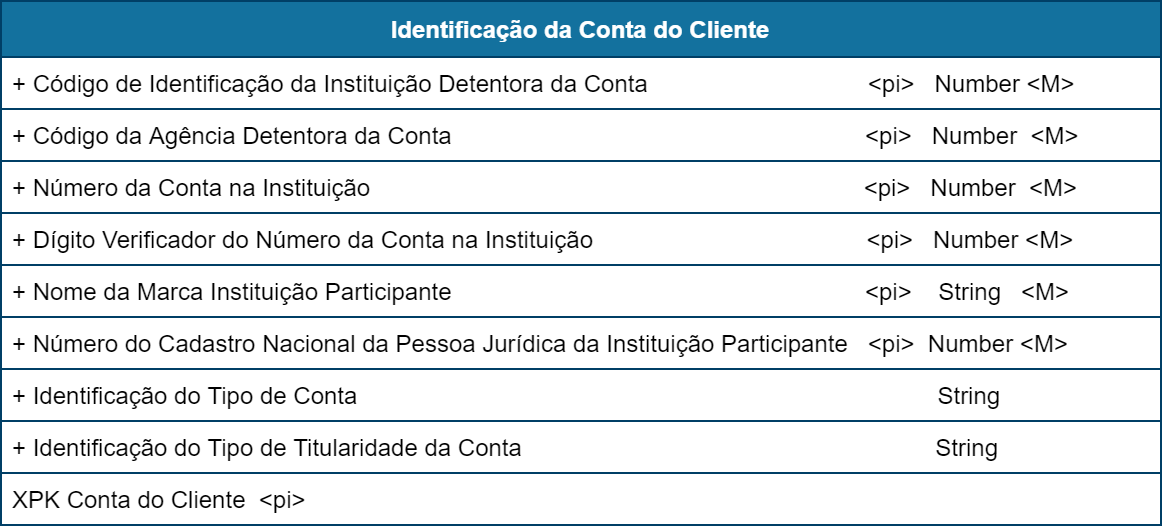 Identificação da Conta do Cliente
+ Código de Identificação da Instituição Detentora da Conta <pi> Number <M>
+ Código da Agência Detentora da Conta <pi> Number <M>
+ Número da Conta na Instituição <pi> Number <M>
+ Dígito Verificador do Número da Conta na Instituição <pi> Number <M>
+ Nome da Marca Instituição Participante <pi> String <M>
+ Número do Cadastro Nacional da Pessoa Jurídica da Instituição Participante <pi> Number <M>
+ Identificação do Tipo de Conta String
+ Identificação do Tipo de Titularidade da Conta String
XPK Conta do Cliente <pi>